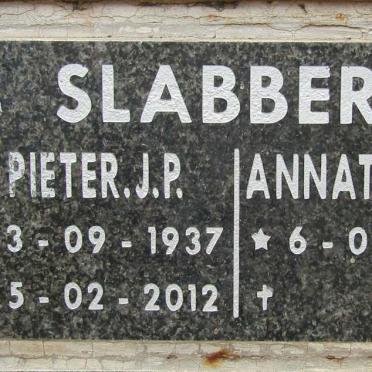 SLABBER
PIETER.J.P. ANNAT
3-09-1937 ★ 6-0
5-02-2012 ✝